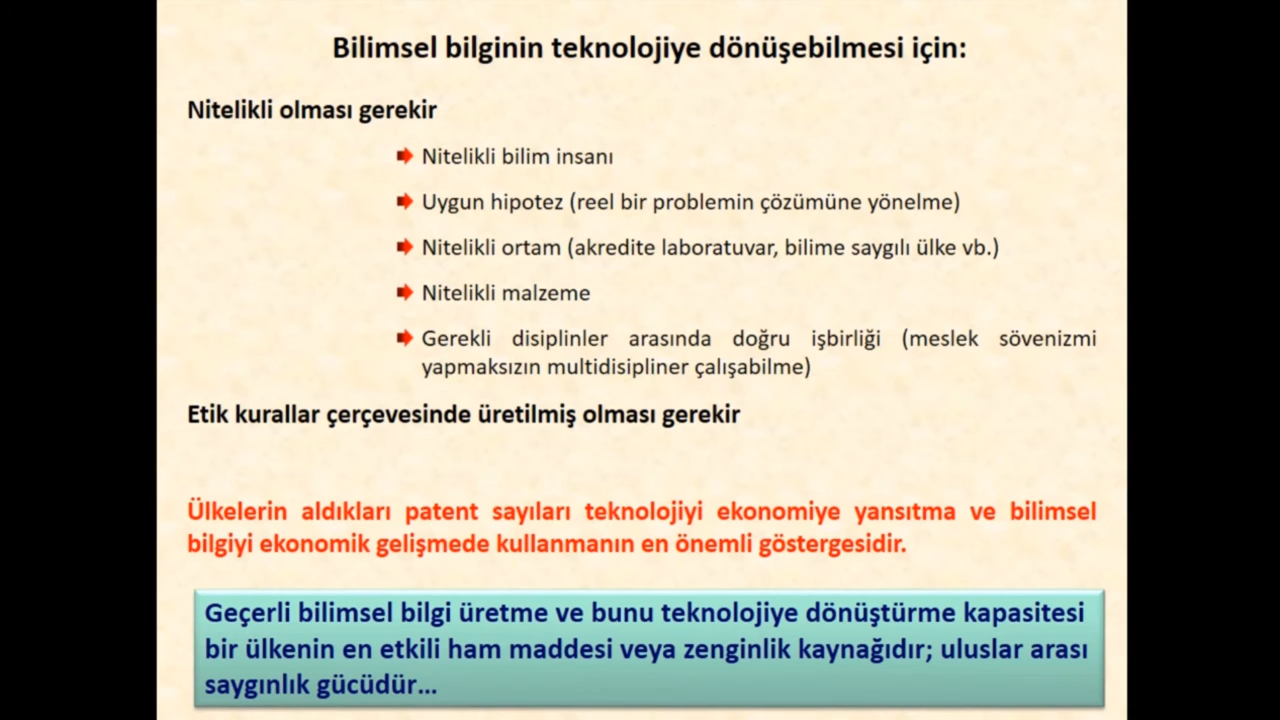 Bilimsel bilginin teknolojiye dönüşebilmesi için:
Nitelikli olması gerekir
Nitelikli bilim insanı
Uygun hipotez (reel bir problemin çözümüne yönelme)
Nitelikli ortam (akredite laboratuvar, bilime saygılı ülke vb.)
Nitelikli malzeme
Gerekli disiplinler arasında doğru işbirliği (meslek sövenizmi
yapmaksızın multidisipliner çalışabilme)
Etik kurallar çerçevesinde üretilmiş olması gerekir
Ülkelerin aldıkları patent sayıları teknolojiyi ekonomiye yansıtma ve bilimsel
bilgiyi ekonomik gelişmede kullanmanın en önemli göstergesidir.
Geçerli bilimsel bilgi üretme ve bunu teknolojiye dönüştürme kapasitesi
bir ülkenin en etkili ham maddesi veya zenginlik kaynağıdır; uluslar arası
saygınlık gücüdür...